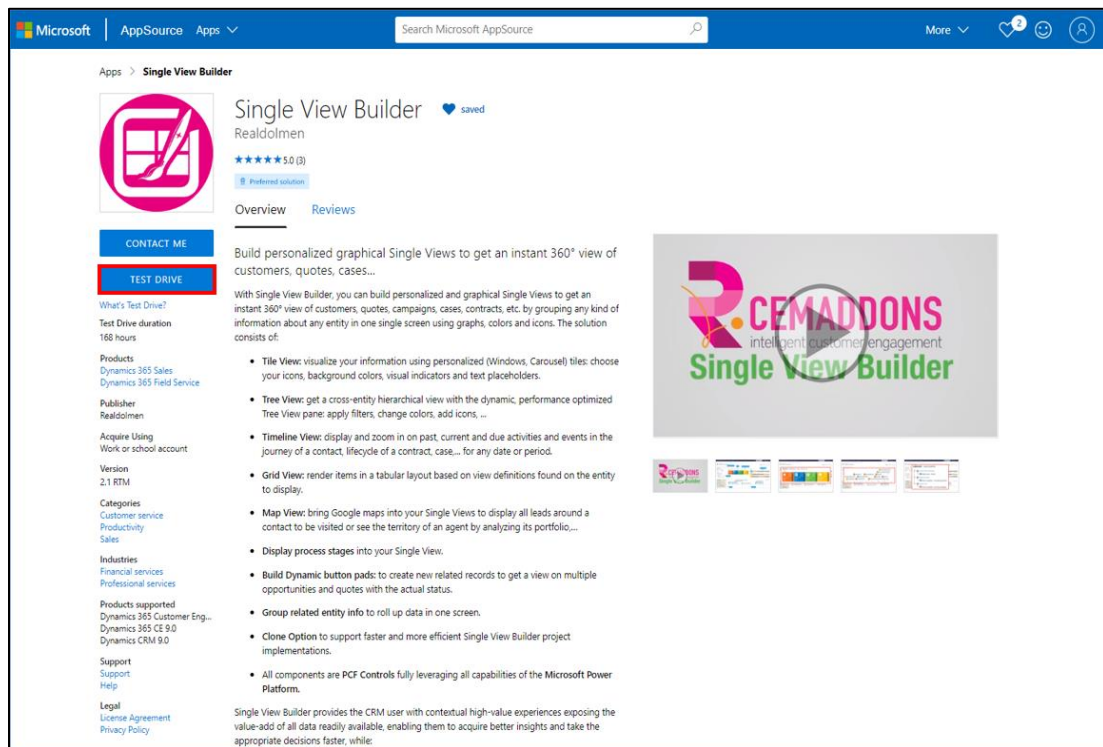 Microsoft AppSource Apps Search Microsoft AppSource More 2
Apps > Single View Builder
Single View Builder saved
Realdolmen
5.0 (3)
Preferred solution
Overview Reviews
CONTACT ME
TEST DRIVE
What's Test Drive?
Test Drive duration
168 hours
Products
Dynamics 365 Sales
Dynamics 365 Field Service
Publisher
Realdolmen
Acquire Using
Work or school account
Version
2.1 RTM
Categories
Customer service
Productivity
Sales
Industries
Financial services
Professional services
Products supported
Dynamics 365 Customer Eng...
Dynamics 365 CE 9.0
Dynamics CRM 9.0
Support
Support
Help
Legal
License Agreement
Privacy Policy
Build personalized graphical Single Views to get an instant 360° view of
customers, quotes, cases...
With Single View Builder, you can build personalized and graphical Single Views to get an
instant 360° view of customers, quotes, campaigns, cases, contracts, etc. by grouping any kind of
information about any entity in one single screen using graphs, colors and icons. The solution
consists of:
• Tile View: visualize your information using personalized (Windows, Carousel) tiles: choose
your icons, background colors, visual indicators and text placeholders.
• Tree View: get a cross-entity hierarchical view with the dynamic, performance optimized
Tree View pane: apply filters, change colors, add icons, ...
• Timeline View: display and zoom in on past, current and due activities and events in the
journey of a contact, lifecycle of a contract, case,... for any date or period.
• Grid View: render items in a tabular layout based on view definitions found on the entity
to display.
• Map View: bring Google maps into your Single Views to display all leads around a
contact to be visited or see the territory of an agent by analyzing its portfolio,...
• Display process stages into your Single View.
• Build Dynamic button pads: to create new related records to get a view on multiple
opportunities and quotes with the actual status.
• Group related entity info to roll up data in one screen.
• Clone Option to support faster and more efficient Single View Builder project
implementations.
• All components are PCF Controls fully leveraging all capabilities of the Microsoft Power
Platform.
Single View Builder provides the CRM user with contextual high-value experiences exposing the
value-add of all data readily available, enabling them to acquire better insights and take the
appropriate decisions faster, while:
R.CEMADDONS
intelligent customer engagement
Single View Builder